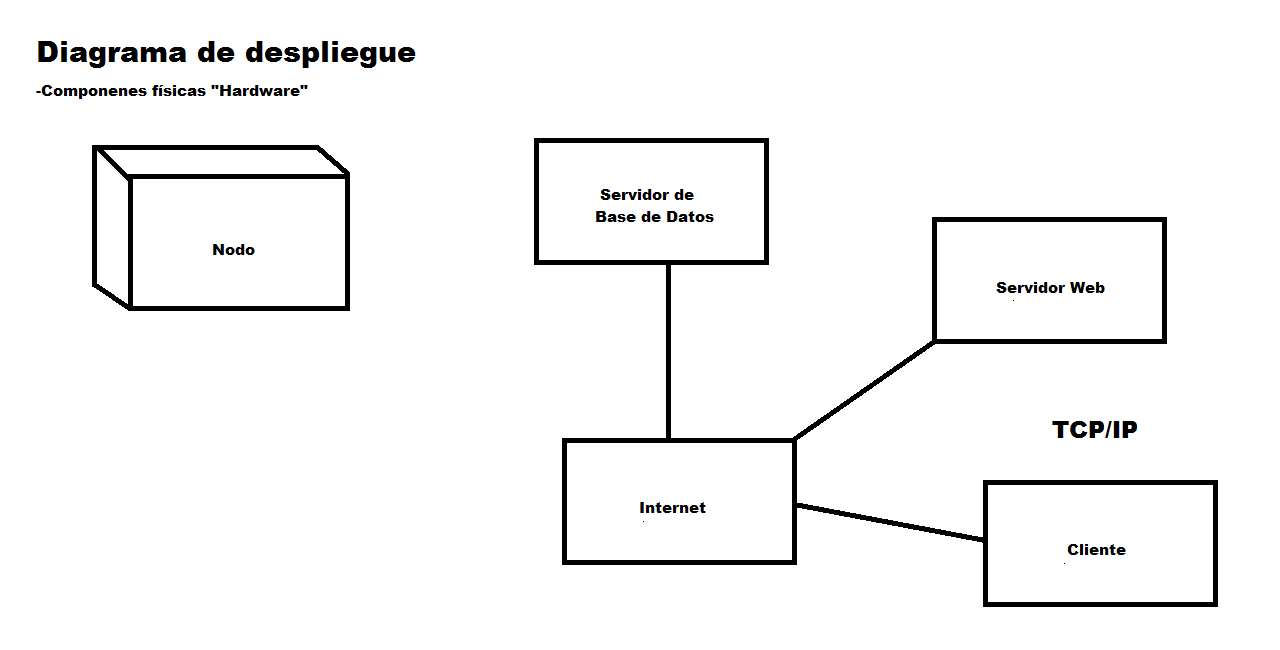 Diagrama de despliegue
-Componenes físicas "Hardware"
Nodo
Servidor de
Base de Datos
Servidor Web
TCP/IP
Internet
Cliente